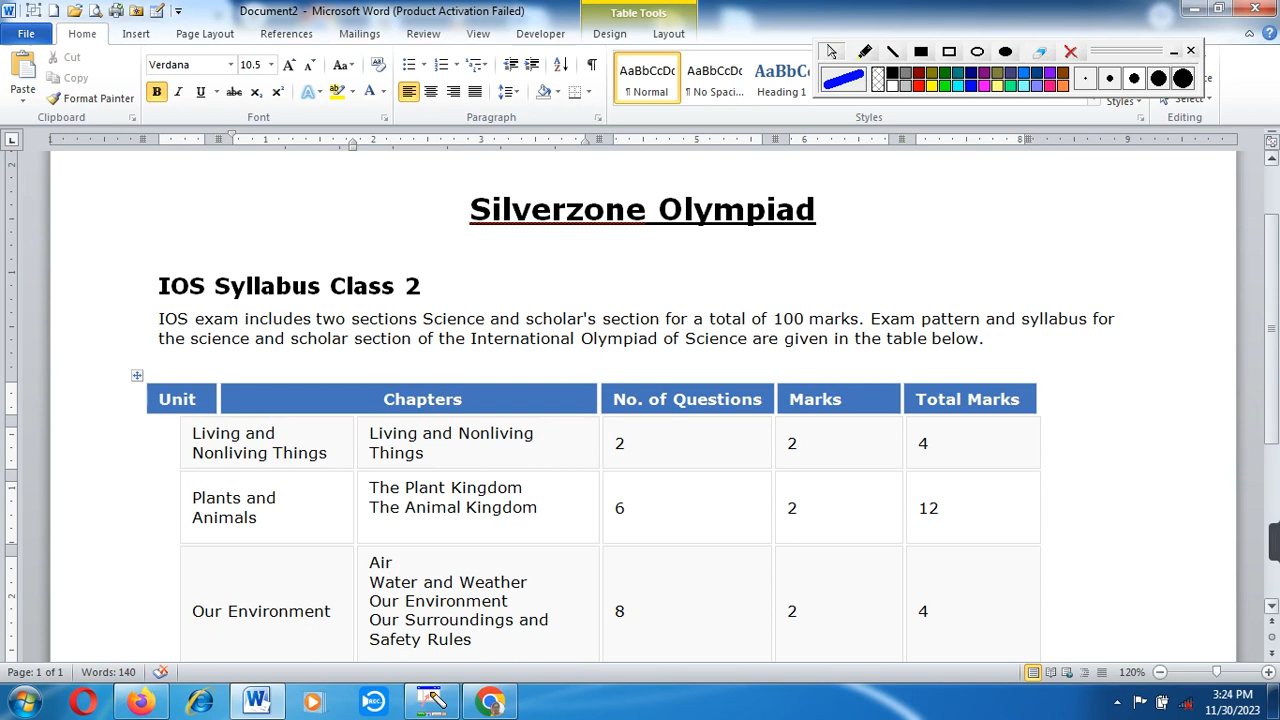 Document2 - Microsoft Word (Product Activation Failed)
Table Tools
File Home Insert Page Layout References Mailings Review View Developer Design Layout
Cut
Copy
Format Painter
Paste
Clipboard
Verdana 10.5
Font
Paragraph
AaBbCcDc AaBbCcDc AaBbCc
¶ Normal ¶ No Spaci... Heading 1
Styles
Styles
Select
Editing
Silverzone Olympiad
IOS Syllabus Class 2
IOS exam includes two sections Science and scholar's section for a total of 100 marks. Exam pattern and syllabus for
the science and scholar section of the International Olympiad of Science are given in the table below.
Unit Chapters No. of Questions Marks Total Marks
Living and
Nonliving Things
Living and Nonliving
Things
2 2 4
Plants and
Animals
The Plant Kingdom
The Animal Kingdom
6 2 12
Our Environment
Air
Water and Weather
Our Environment
Our Surroundings and
Safety Rules
8 2 4
Page: 1 of 1 Words: 140 120%
3:24 PM
11/30/2023